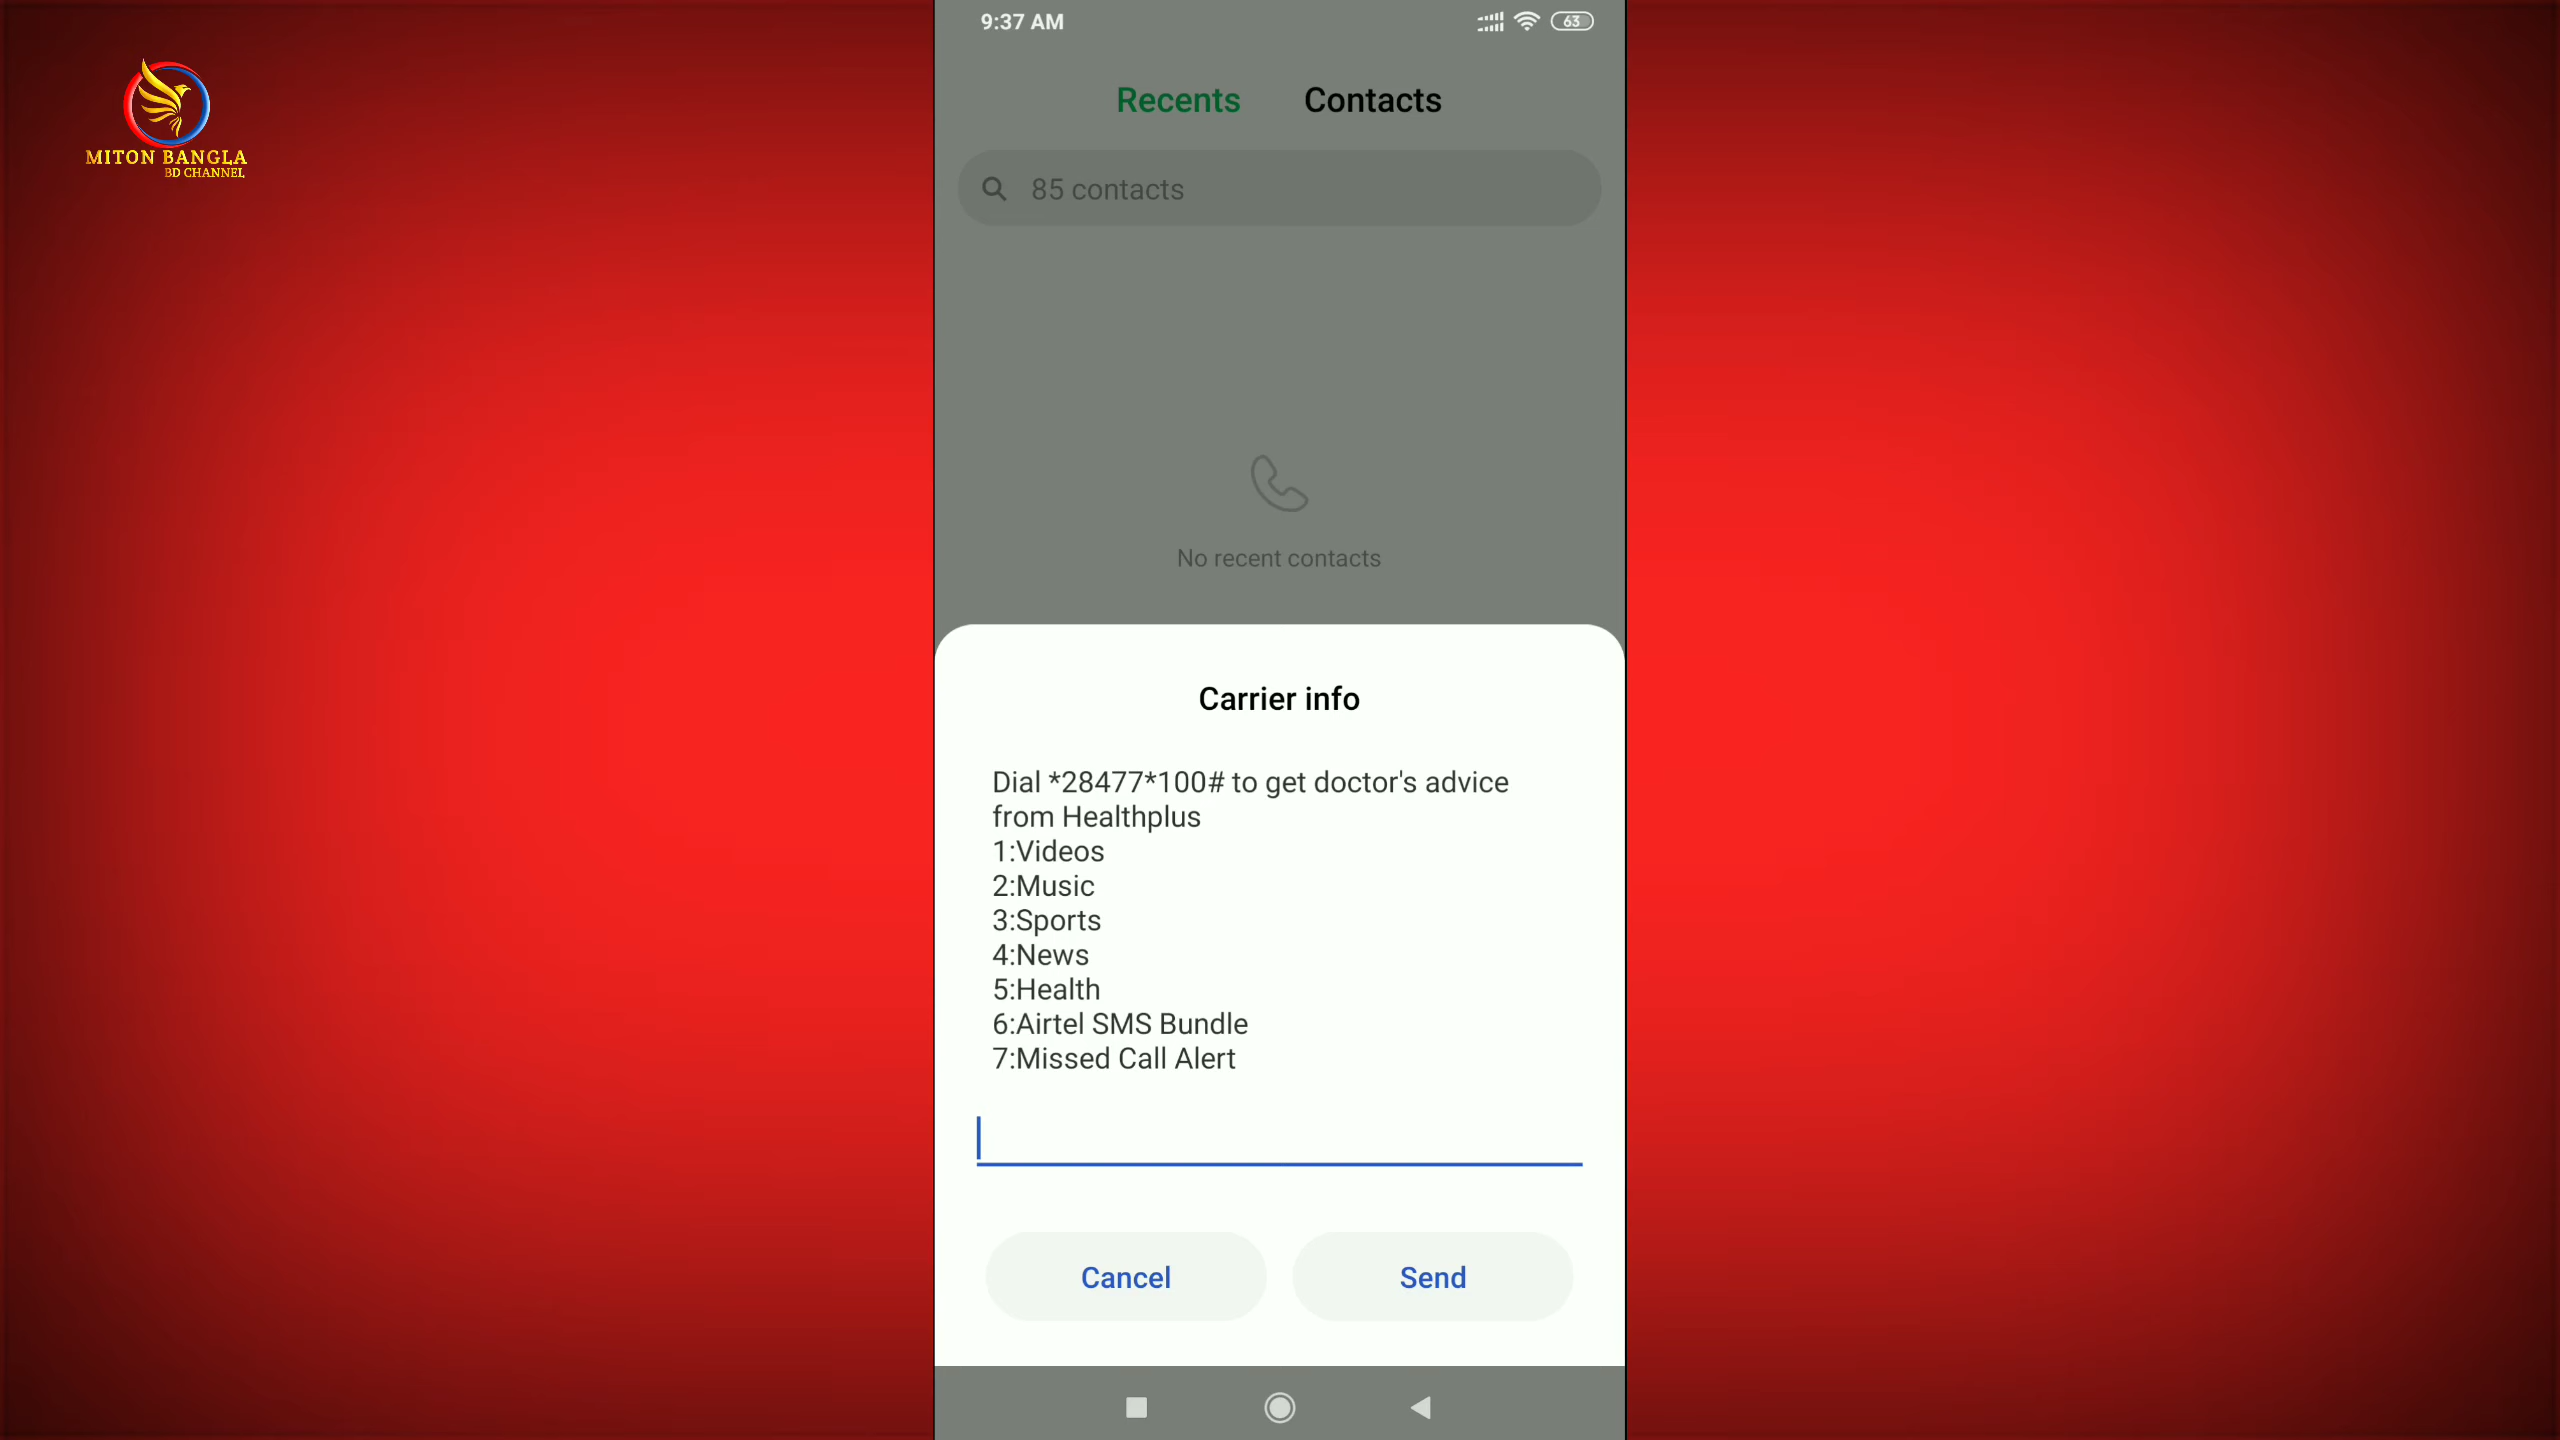 MITON BANGLA
BD CHANNEL
9:37 AM
63
Recents Contacts
85 contacts
No recent contacts
Carrier info
Dial *28477*100# to get doctor's advice
from Healthplus
1:Videos
2:Music
3:Sports
4:News
5:Health
6:Airtel SMS Bundle
7:Missed Call Alert
Cancel Send